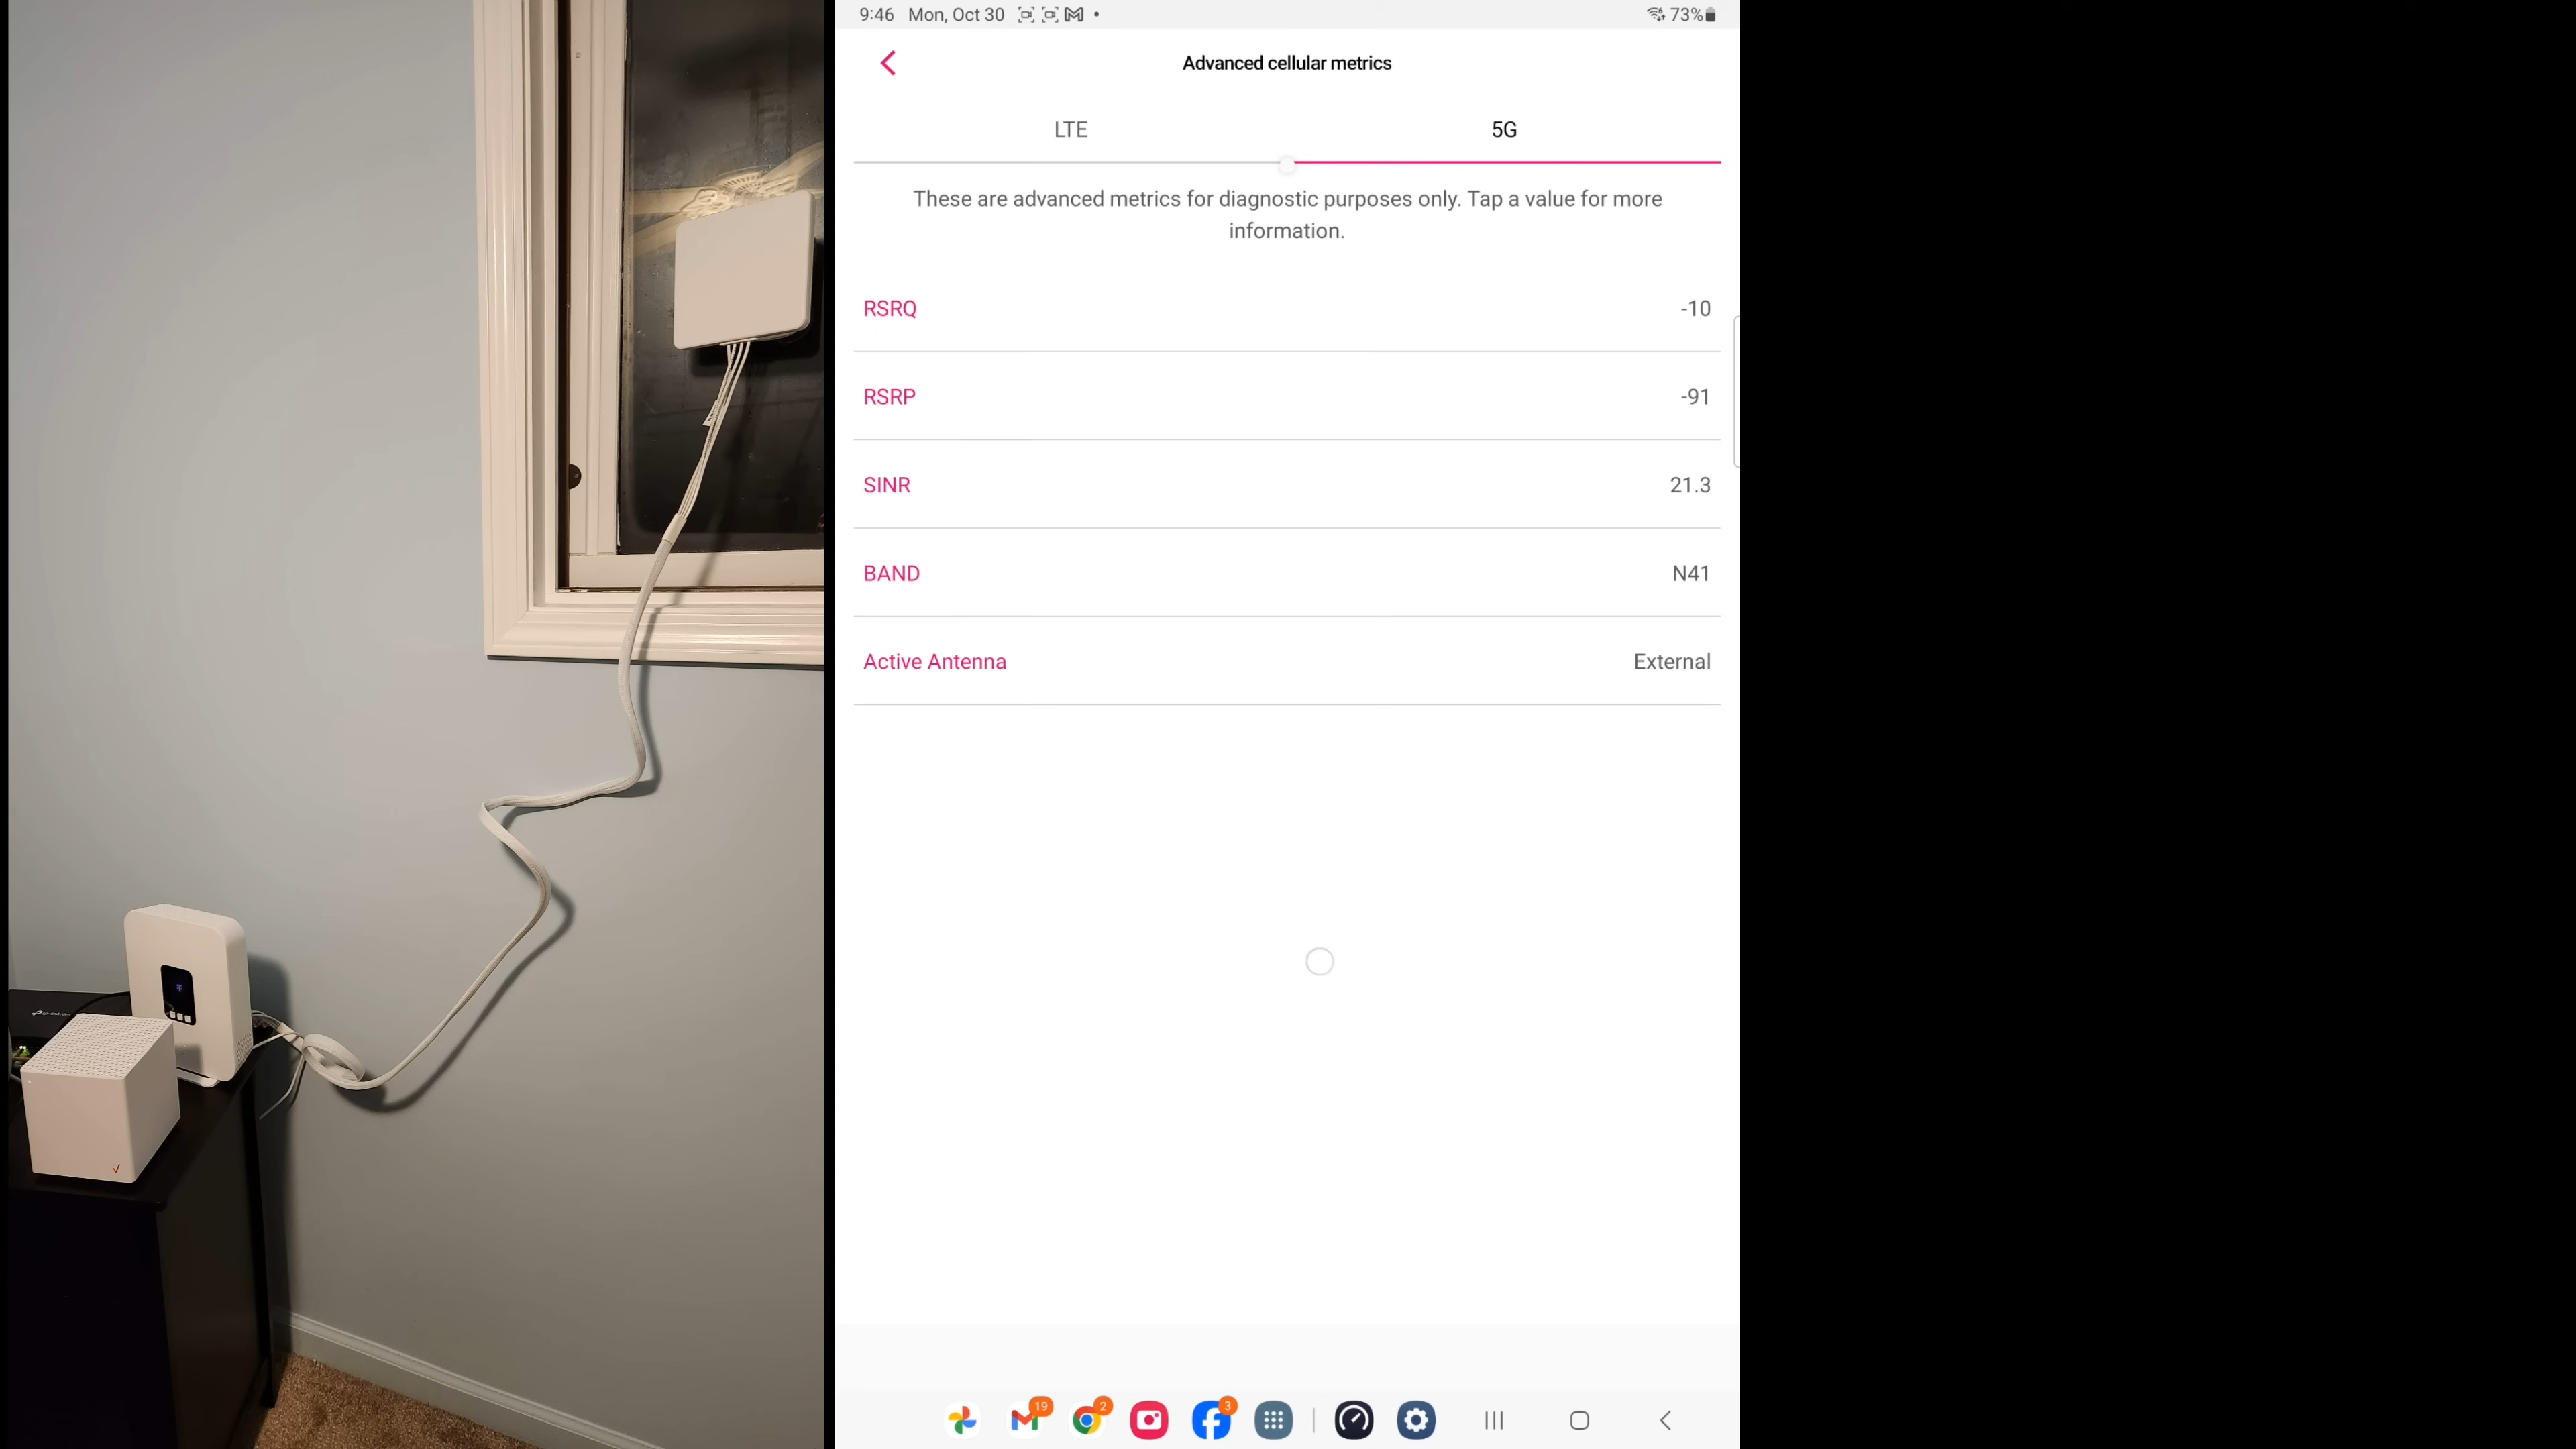 9:46 Mon, Oct 30
73%
Advanced cellular metrics
LTE
5G
These are advanced metrics for diagnostic purposes only. Tap a value for more
information.
RSRQ -10
RSRP -91
SINR 21.3
BAND N41
Active Antenna External
19
2
3